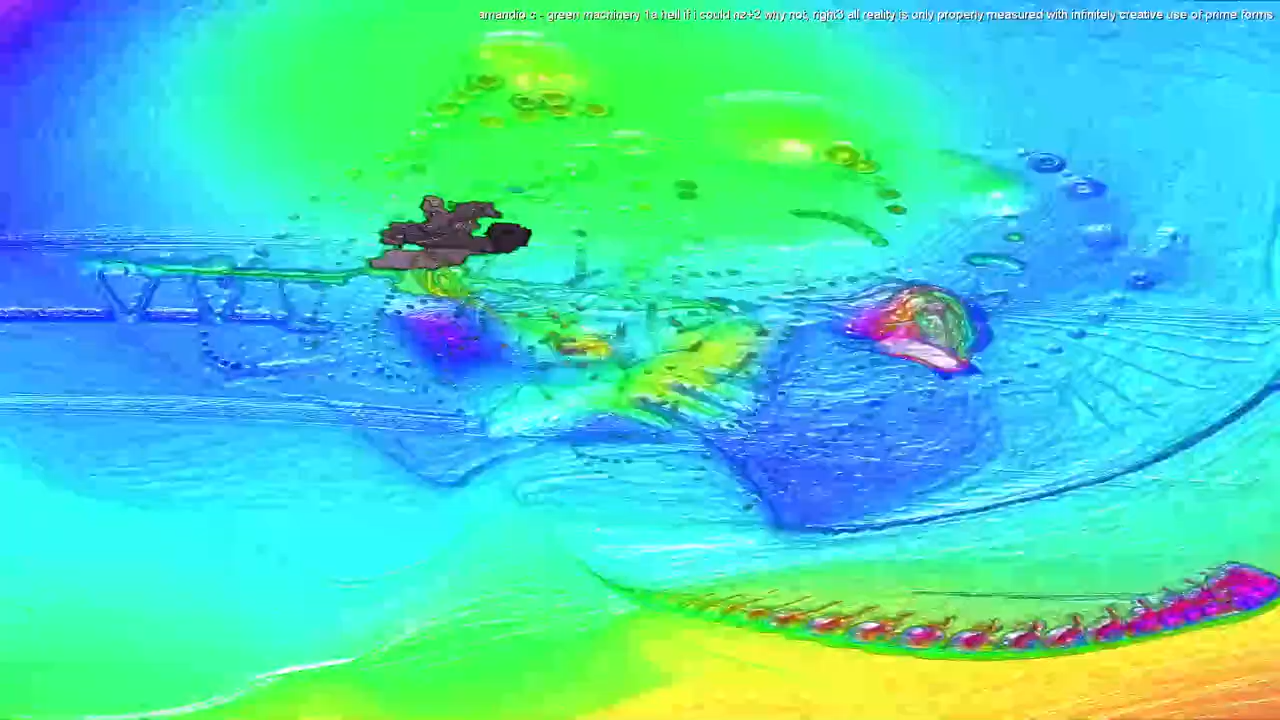 amandio c - green machinery 1a hell if i could nz+2 why not, right3 all reality is only properly measured with infinitely creative use of prime forms